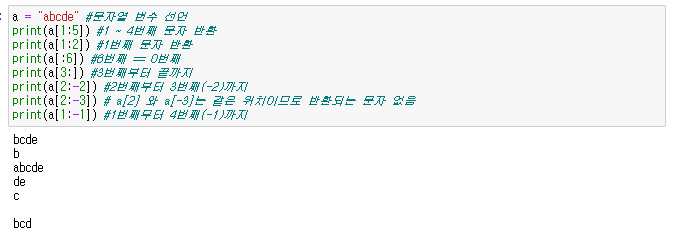 a = "abcde" #문자열 변수 선언
print(a[1:5]) #1 ~ 4번째 문자 반환
print(a[1:2]) #1번째 문자 반환
print(a[:6]) #6번째 == 0번째
print(a[3:]) #3번째부터 끝까지
print(a[2:-2]) #2번째부터 3번째(-2)까지
print(a[2:-3]) # a[2] 와 a[-3]는 같은 위치이므로 반환되는 문자 없음
print(a[1:-1]) #1번째부터 4번째(-1)까지
bcde
b
abcde
de
c
bcd